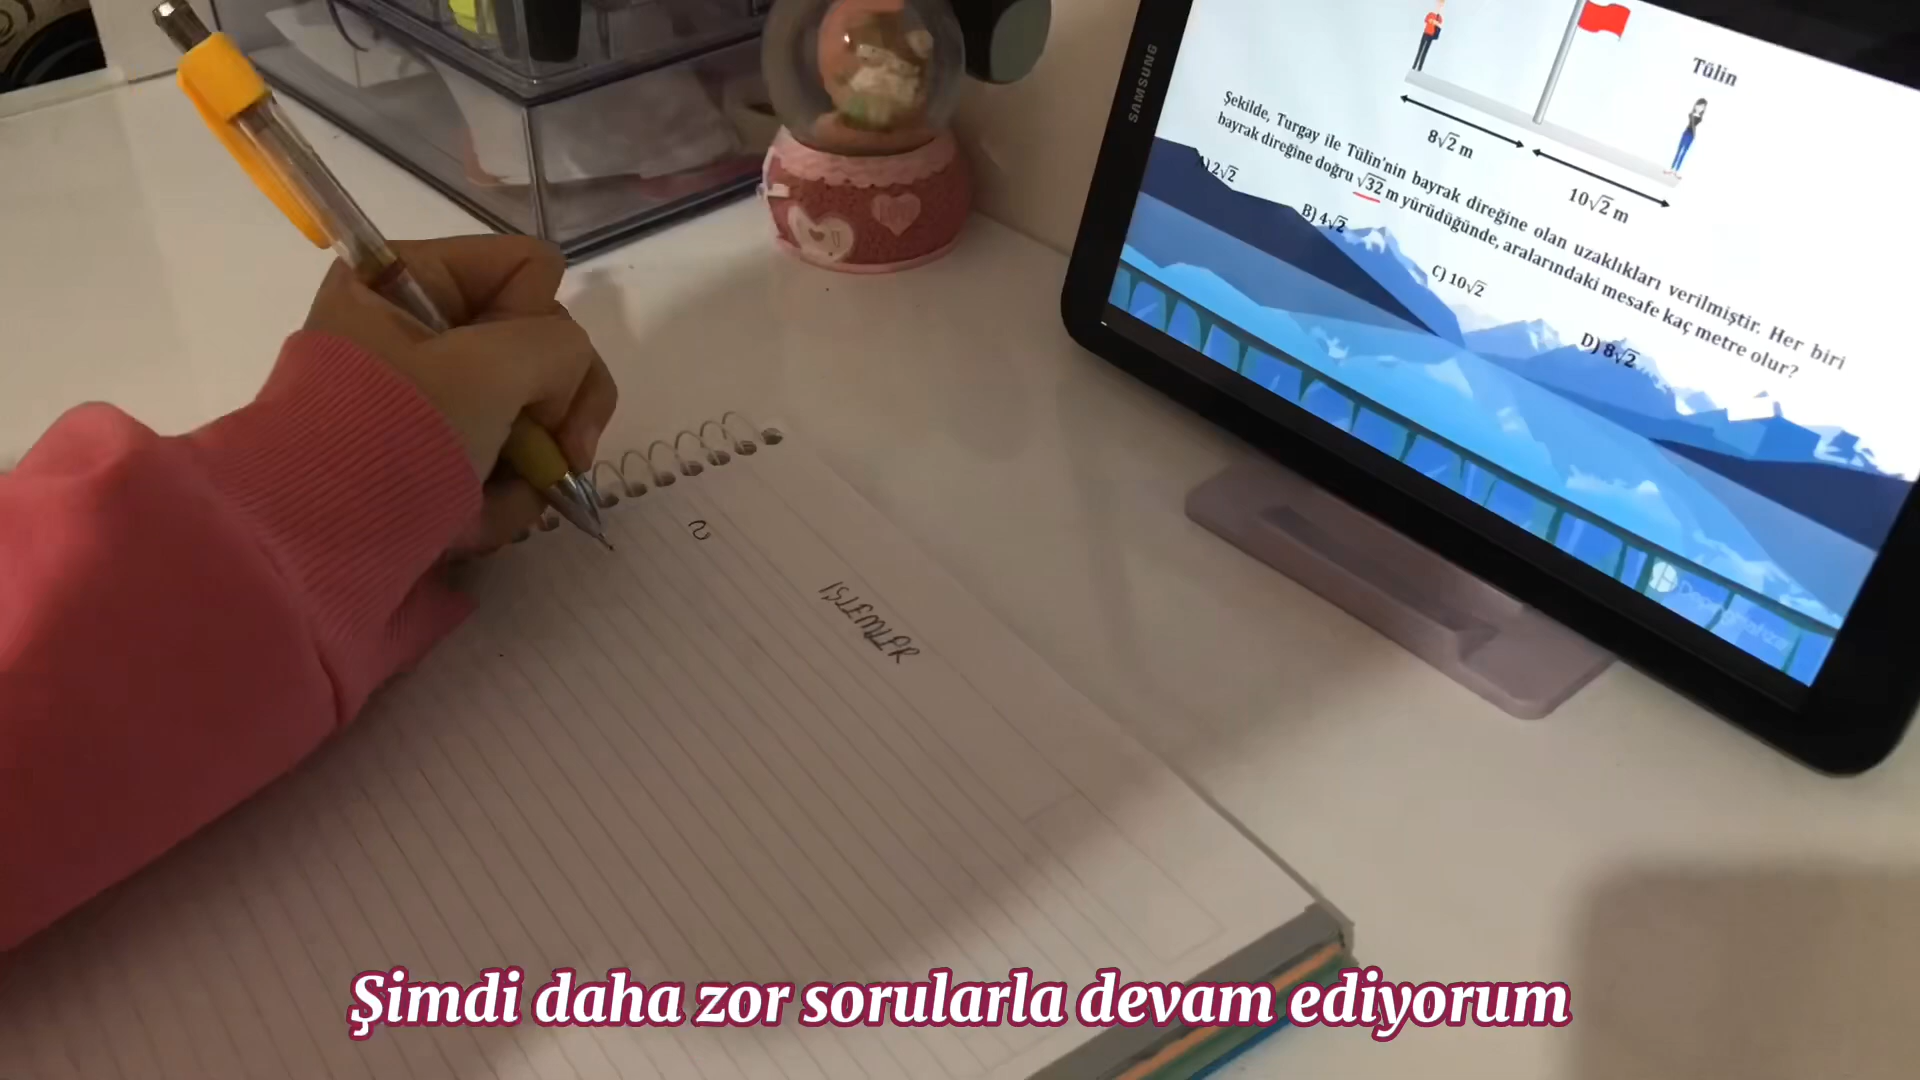 SAMSUNG
Tülin
8√2 m
10√2 m
Şekilde, Turgay ile Tülin'nin bayrak direğine olan uzaklıkları verilmiştir. Her biri
bayrak direğine doğru √32 m yürüdüğünde, aralarındaki mesafe kaç metre olur?
A) 2√2
B) 4√2
C) 10√2
D) 8√2
2
ISLEMLER
Şimdi daha zor sorularla devam ediyorum